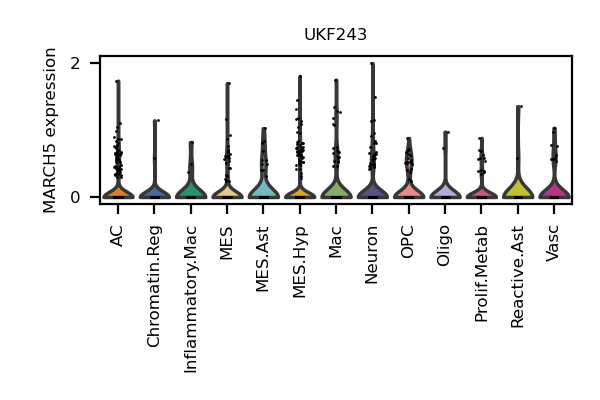 UKF243
MARCH5 expression
2
0
AC
Chromatin.Reg
Inflammatory.Mac
MES
MES.Ast
MES.Hyp
Mac
Neuron
OPC
Oligo
Prolif.Metab
Reactive.Ast
Vasc